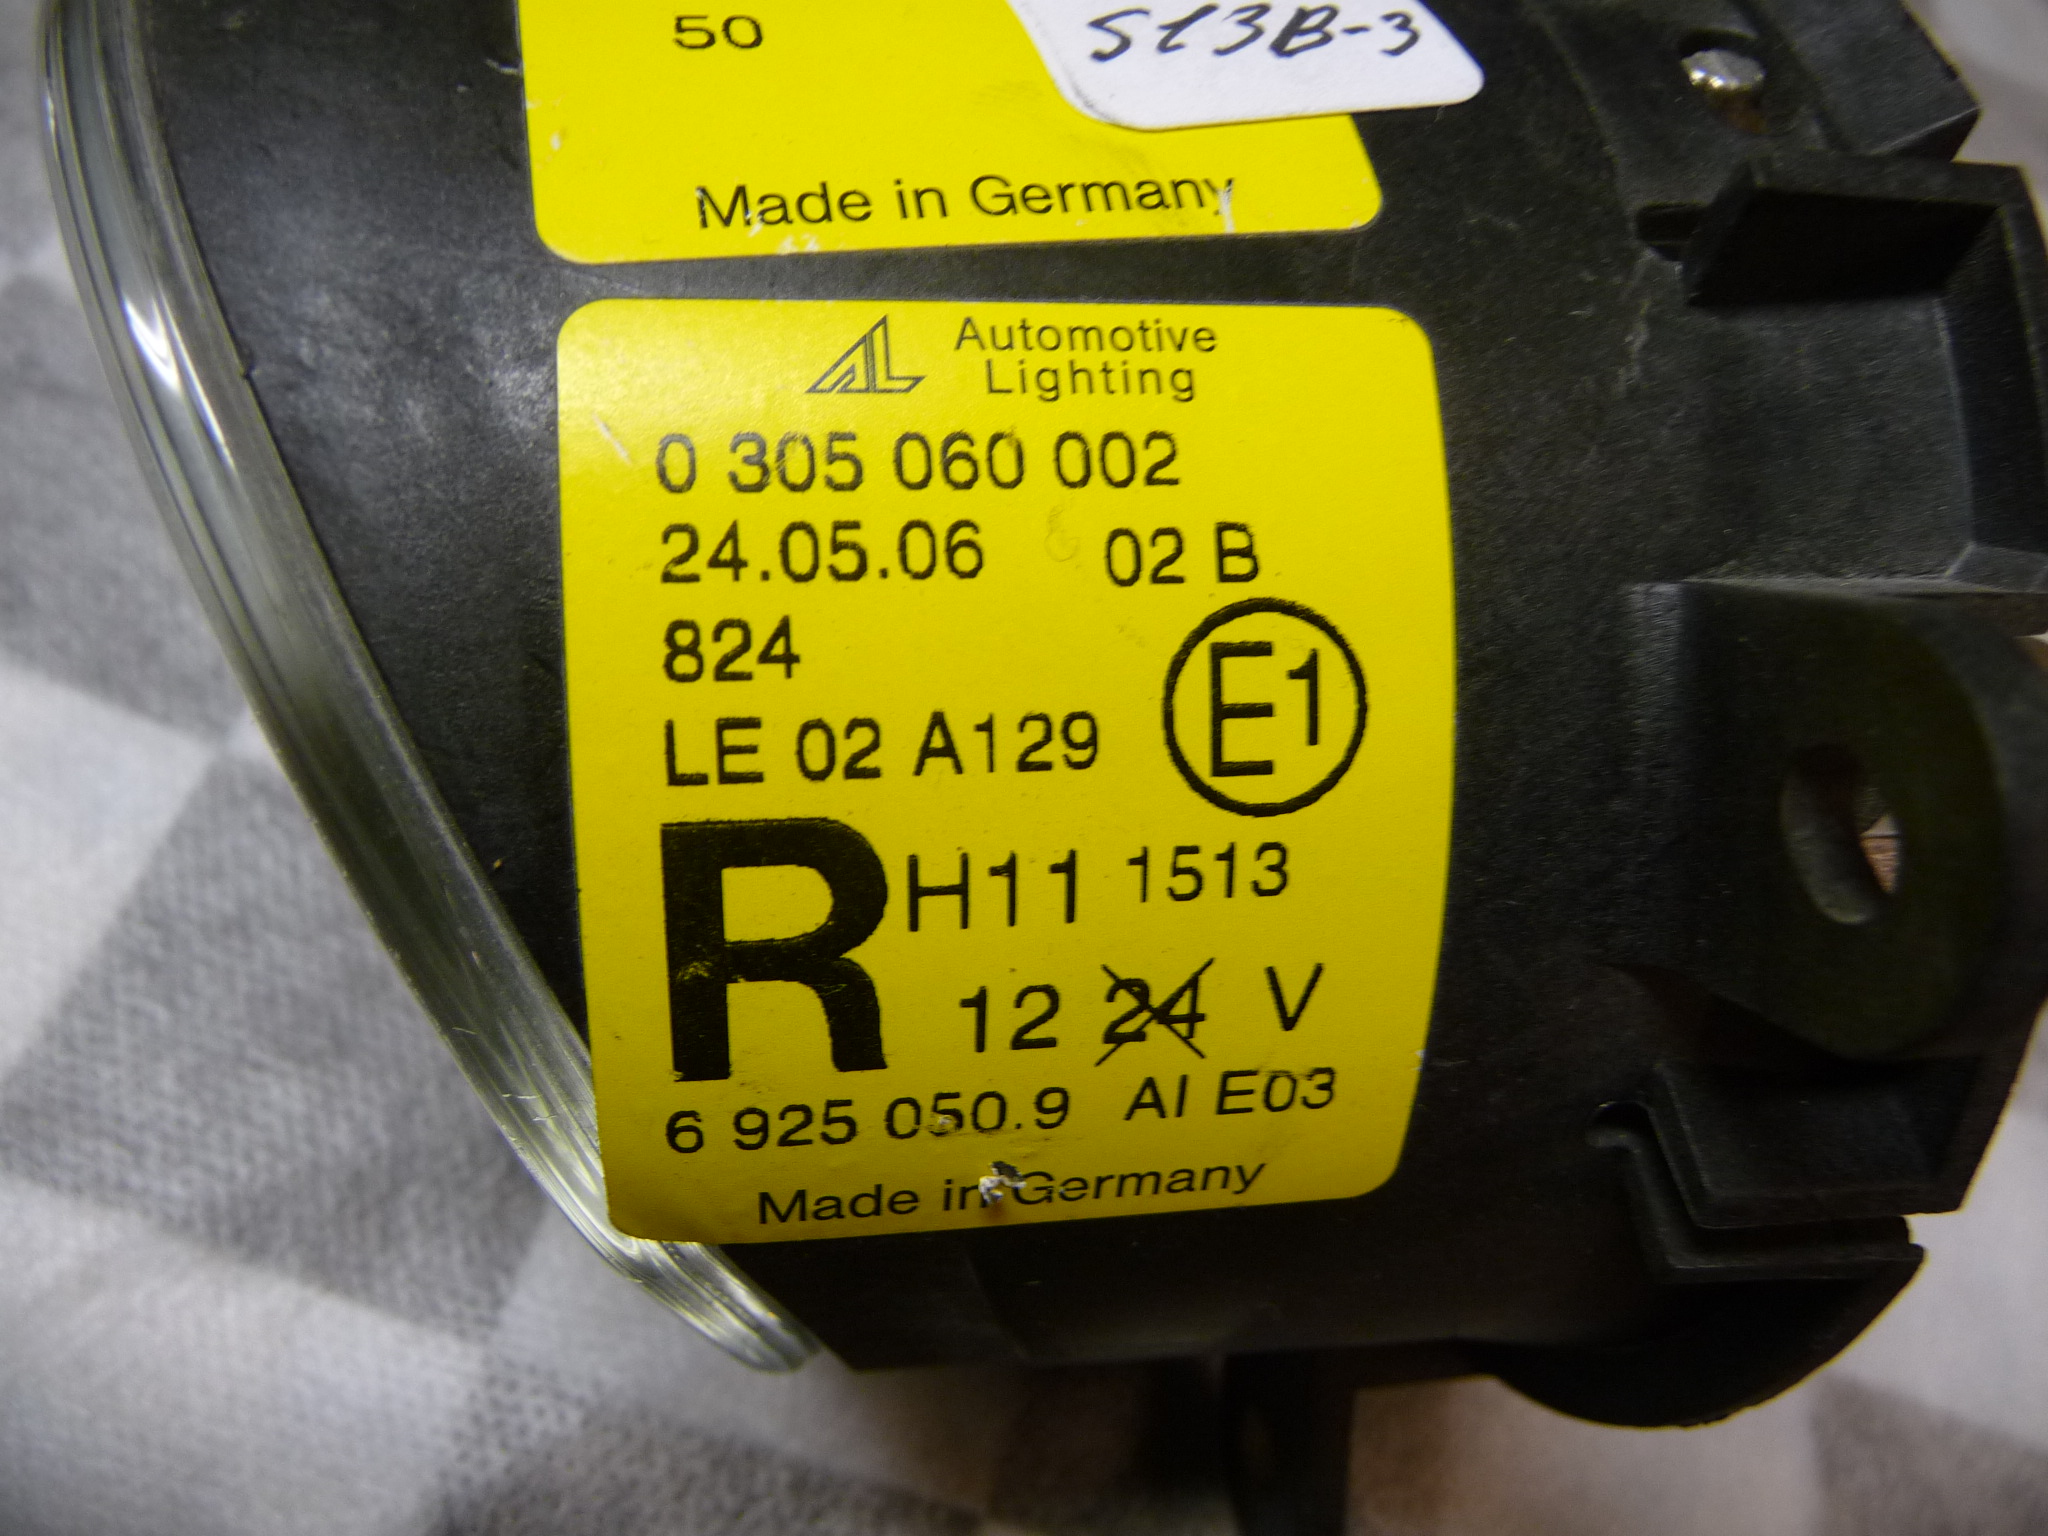 50
S13B-3
Made in Germany
Automotive
Lighting
0 305 060 002
24.05.06 02 B
824
LE 02 A129 E1
R H11 1513
12 24 V
6 925 050.9 AI E03
Made in Germany